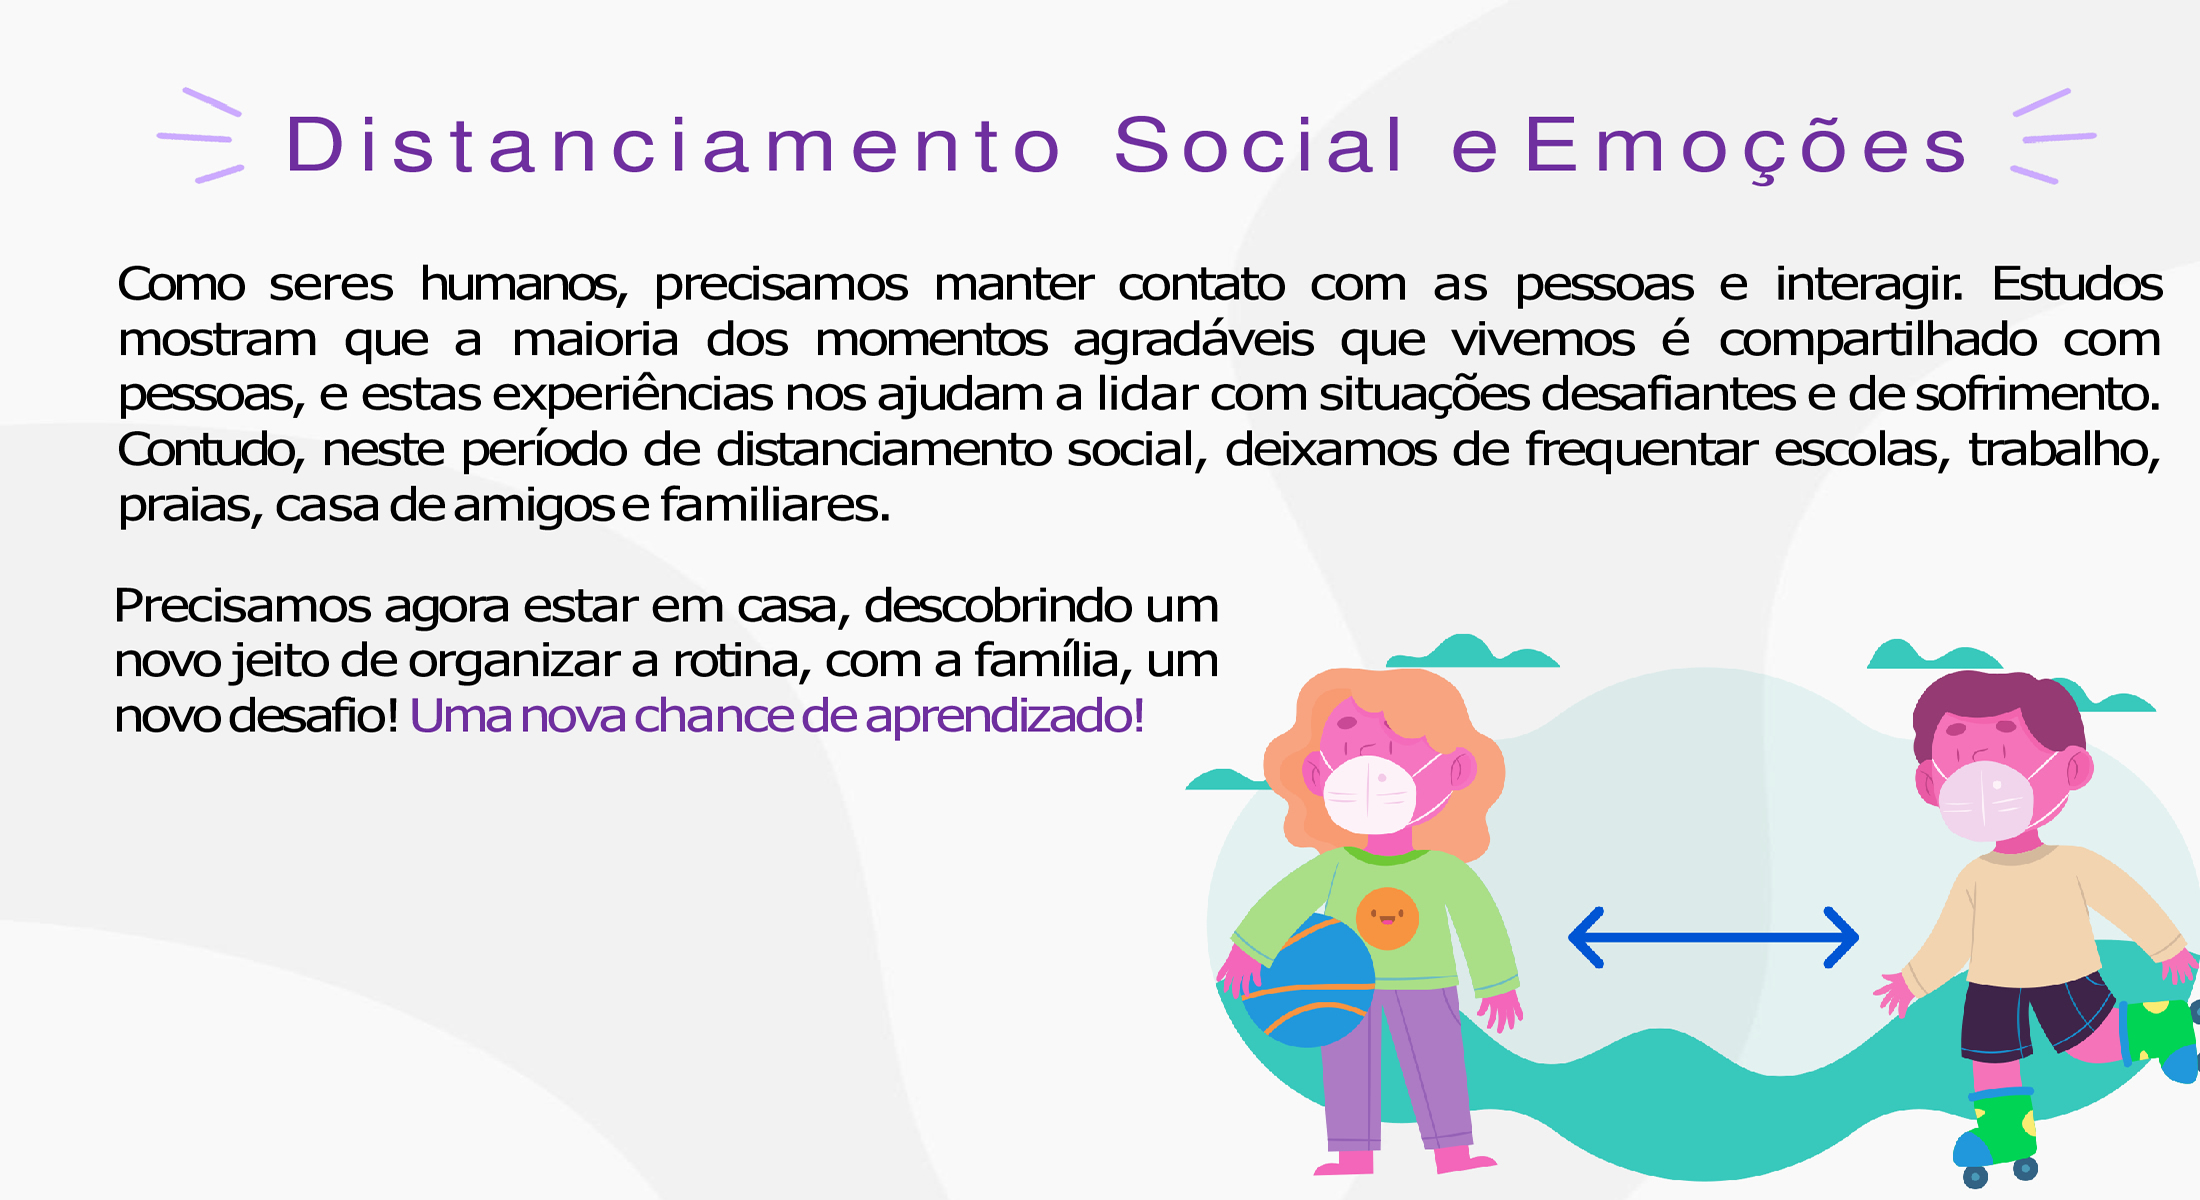 Distanciamento Social e Emoções
Como seres humanos, precisamos manter contato com as pessoas e interagir. Estudos
mostram que a maioria dos momentos agradáveis que vivemos é compartilhado com
pessoas, e estas experiências nos ajudam a lidar com situações desafiantes e de sofrimento.
Contudo, neste período de distanciamento social, deixamos de frequentar escolas, trabalho,
praias, casa de amigos e familiares.
Precisamos agora estar em casa, descobrindo um
novo jeito de organizar a rotina, com a família, um
novo desafio! Uma nova chance de aprendizado!